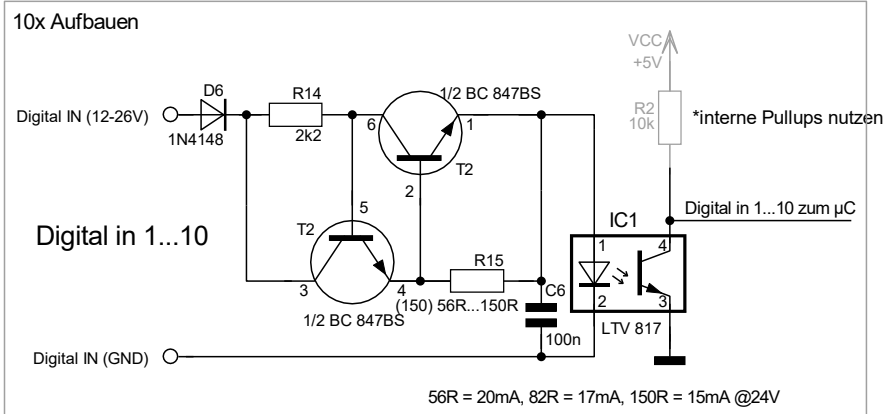 10x Aufbauen
VCC
+5V
D6
R14
1/2 BC 847BS
Digital IN (12-26V)
1N4148
2k2
6
1
R2
10k
*interne Pullups nutzen
2
T2
5
Digital in 1...10 zum µC
IC1
Digital in 1...10
T2
R15
1
4
3
4
(150) 56R...150R
C6
2
3
1/2 BC 847BS
LTV 817
100n
Digital IN (GND)
56R = 20mA, 82R = 17mA, 150R = 15mA @24V